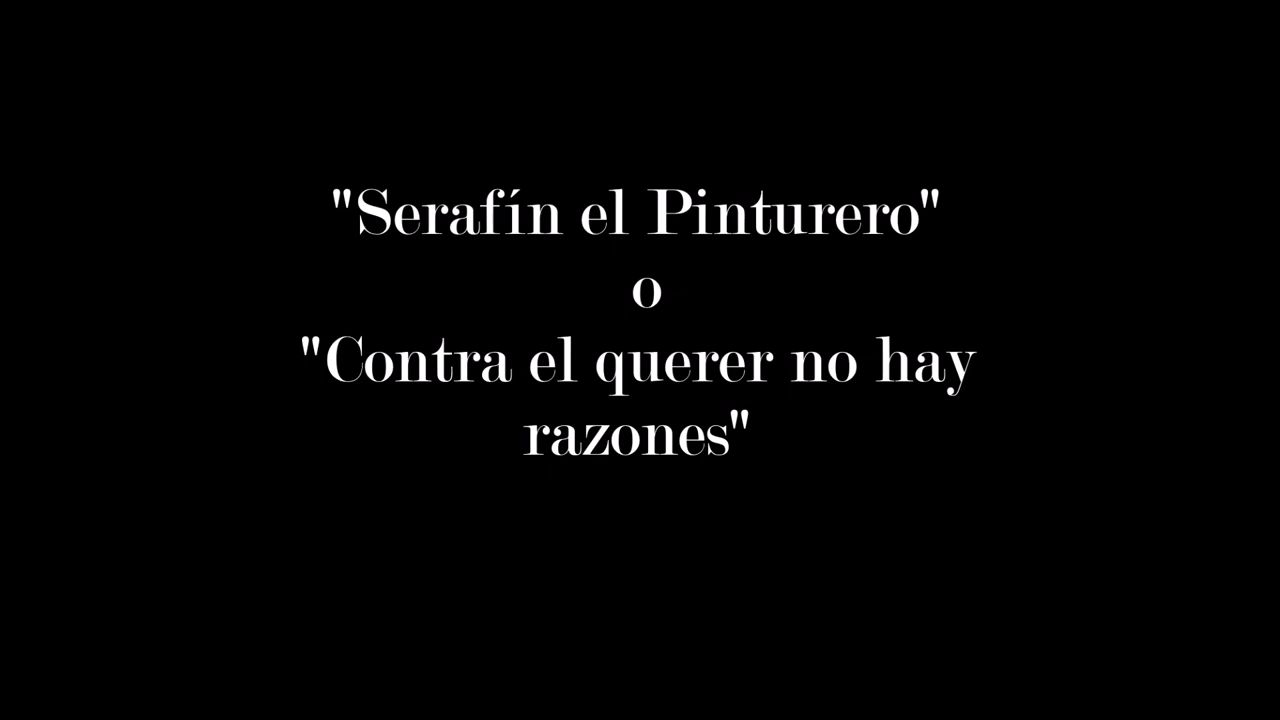 "Serafín el Pinturero"
o
"Contra el querer no hay
razones"